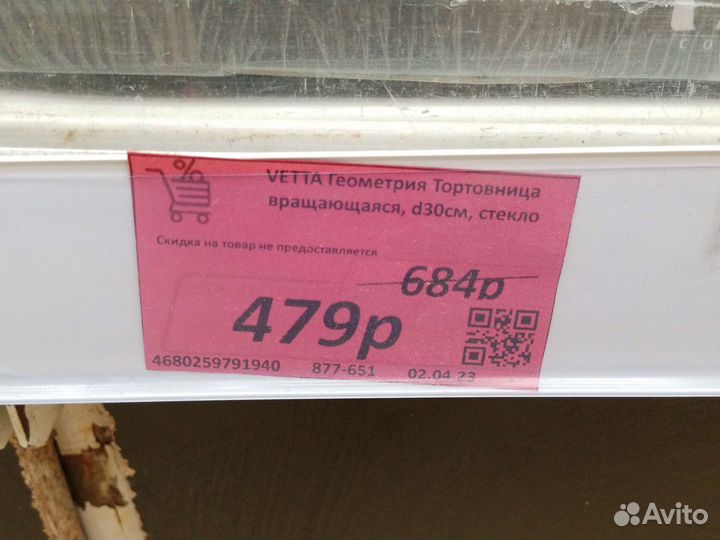 %
VETTA Геометрия Тортовница
вращающаяся, d30см, стекло
Скидка на товар не предоставляется
684р
479р
4680259791940 877-651 02.04.23
Avito